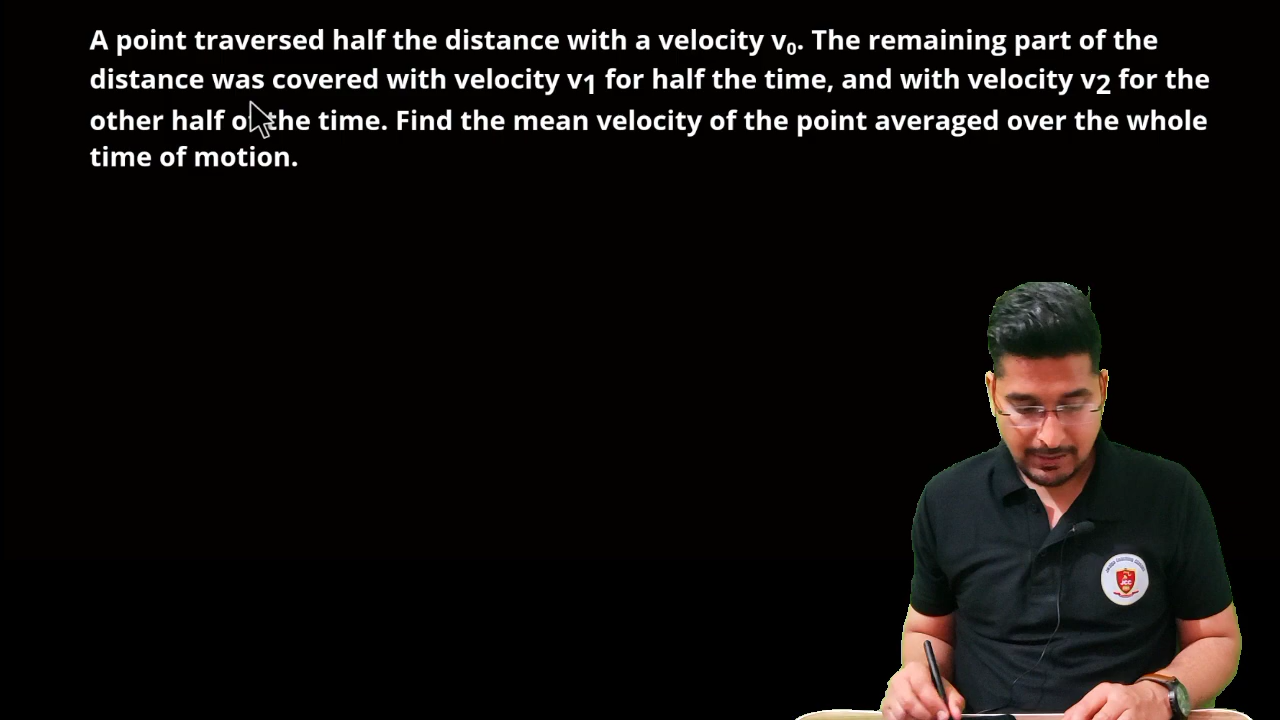 A point traversed half the distance with a velocity v₀. The remaining part of the
distance was covered with velocity v1 for half the time, and with velocity v2 for the
other half of the time. Find the mean velocity of the point averaged over the whole
time of motion.
JCC